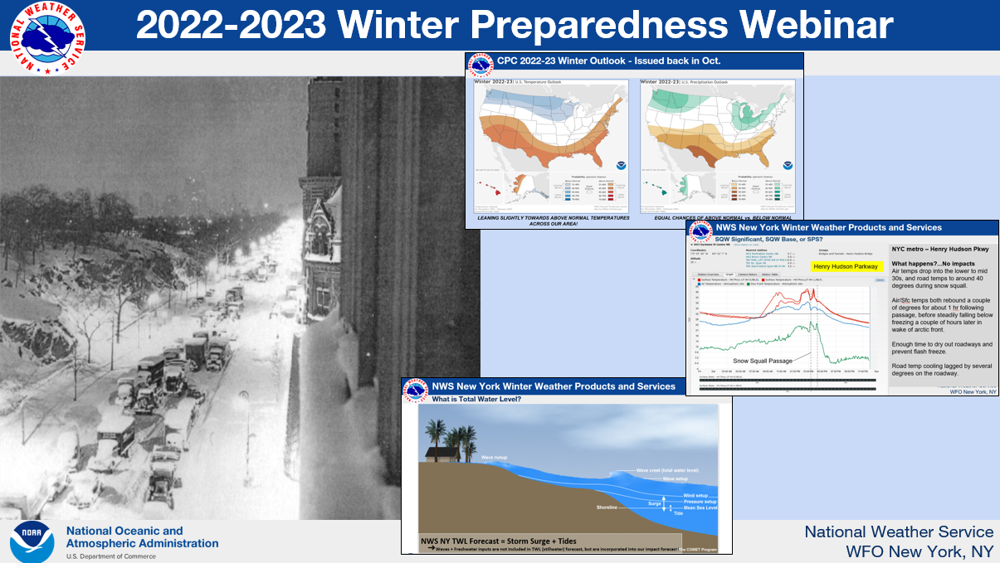 2022-2023 Winter Preparedness Webinar
NATIONAL WEATHER SERVICE
CPC 2022-23 Winter Outlook - Issued back in Oct.
Winter 2022-23: U.S. Temperature Outlook
Winter 2022-23: U.S. Precipitation Outlook
LEANING SLIGHTLY TOWARDS ABOVE NORMAL TEMPERATURES
ACROSS OUR AREA!
EQUAL CHANCES OF ABOVE NORMAL vs. BELOW NORMAL
NWS New York Winter Weather Products and Services
SQW Significant, SQW Base, or SPS?
Henry Hudson Parkway
Snow Squall Passage
NYC metro – Henry Hudson Pkwy
What happens?...No impacts
Air temps drop into the lower to mid
30s, and road temps to around 40
degrees during snow squall.
Air/Sfc temps both rebound a couple
of degrees for about 1 hr following
passage, before steadily falling below
freezing a couple of hours later in
wake of arctic front.
Enough time to dry out roadways and
prevent flash freeze.
Road temp cooling lagged by several
degrees on the roadway.
WFO New York, NY
NWS New York Winter Weather Products and Services
What is Total Water Level?
Wave runup
Wave crest (total water level)
Wave setup
Wind setup
Pressure setup
Mean Sea Level
Surge
Shoreline
Tide
NWS NY TWL Forecast = Storm Surge + Tides
➔ Waves + Freshwater inputs are not included in TWL (stillwater) forecast, but are incorporated into our impact forecast
The COMET Program
NOAA
National Oceanic and
Atmospheric Administration
U.S. Department of Commerce
National Weather Service
WFO New York, NY